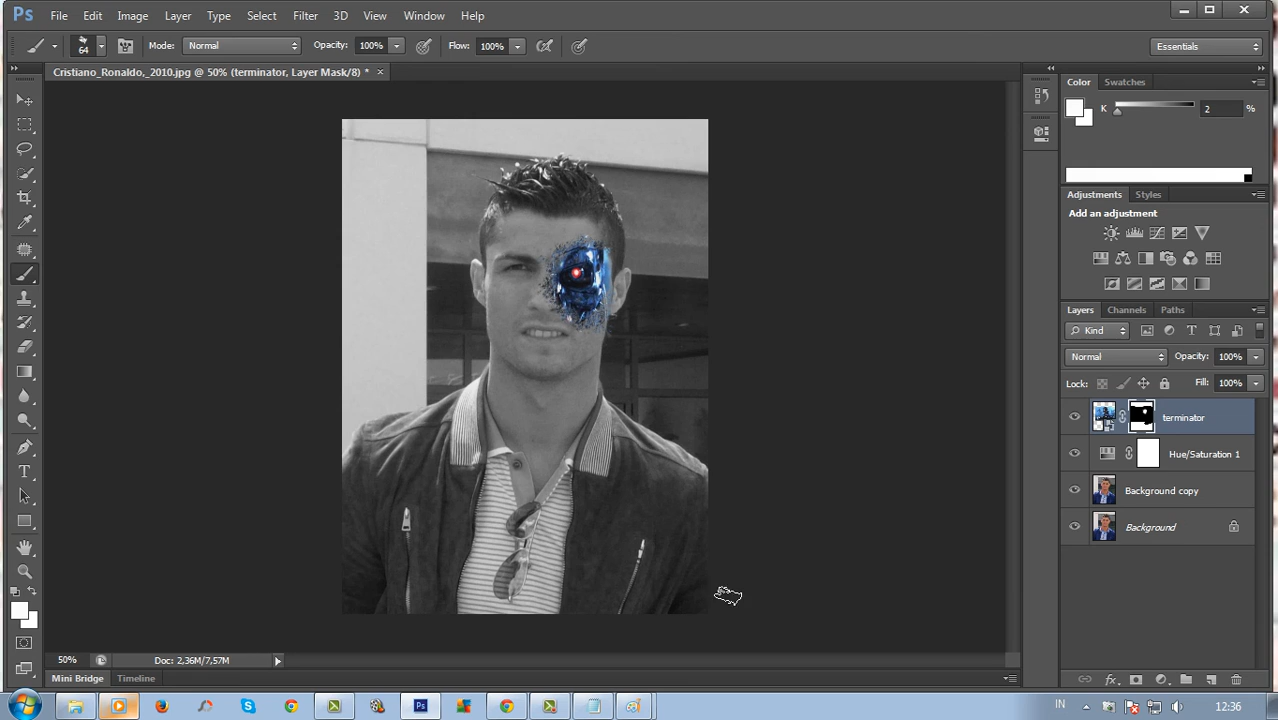 Ps File Edit Image Layer Type Select Filter 3D View Window Help
64 Mode: Normal Opacity: 100% Flow: 100% Essentials
Cristiano_Ronaldo,_2010.jpg @ 50% (terminator, Layer Mask/8) * ×
Color Swatches
K 2 %
Adjustments Styles
Add an adjustment
Layers Channels Paths
Kind
Normal Opacity: 100%
Lock: Fill: 100%
terminator
Hue/Saturation 1
Background copy
Background
50% Doc: 2,36M/7,57M
Mini Bridge Timeline
Ps IN 12:36